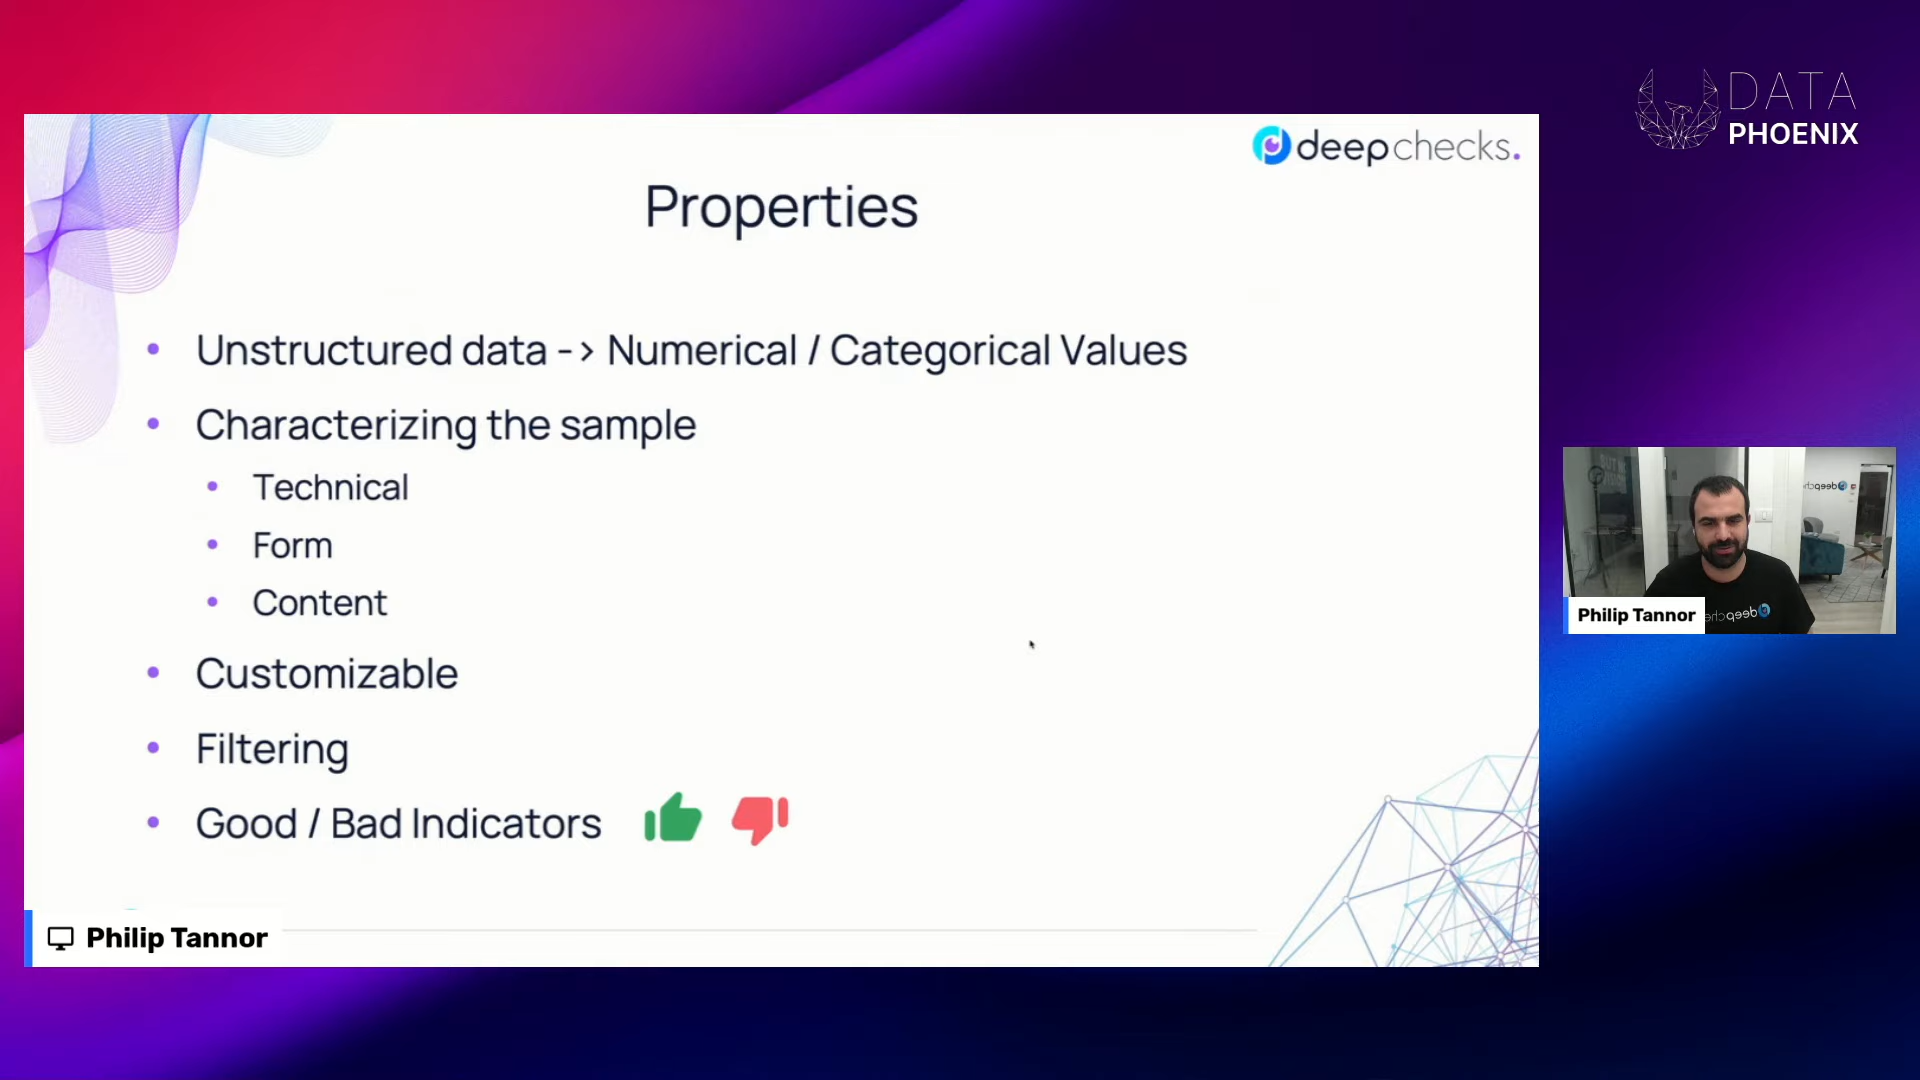 DATA
PHOENIX
deepchecks.
Properties
Unstructured data -> Numerical / Categorical Values
Characterizing the sample
Technical
Form
Content
Customizable
Filtering
Good / Bad Indicators
Philip Tannor
Philip Tannor